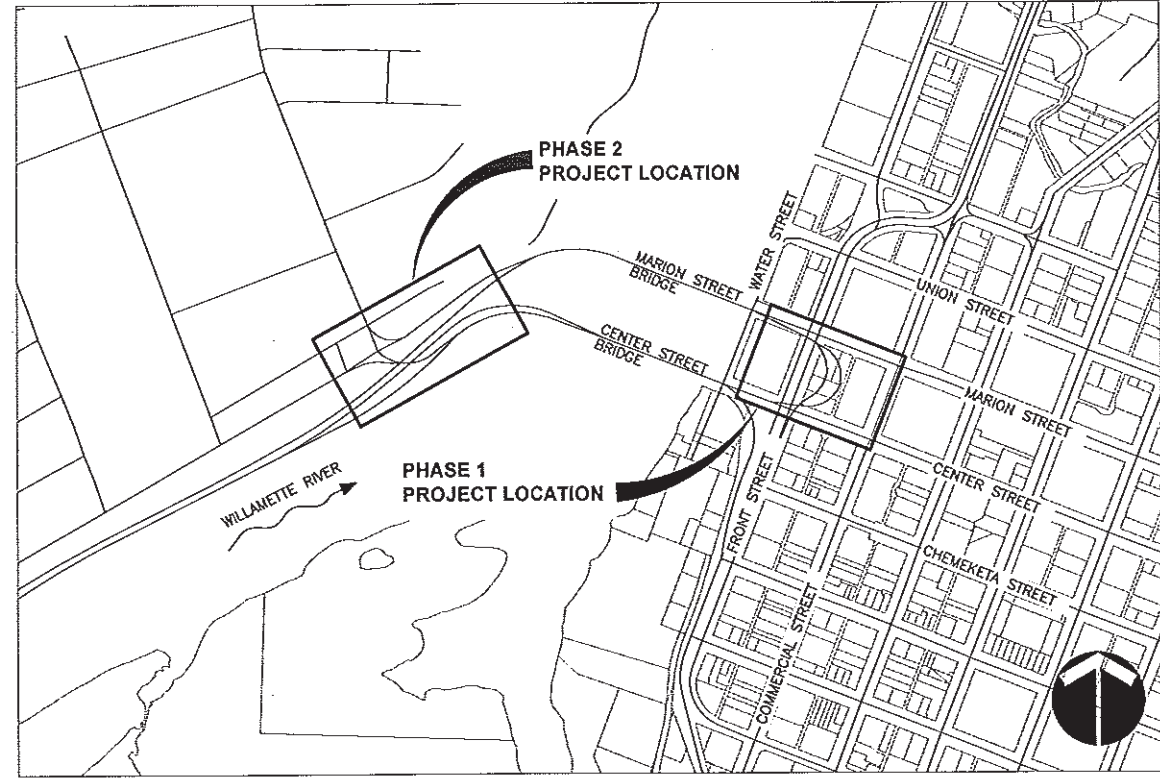 PHASE 2
PROJECT LOCATION
WATER STREET
MARION STREET
BRIDGE
UNION STREET
CENTER STREET
BRIDGE
MARION STREET
PHASE 1
PROJECT LOCATION
CENTER STREET
WILLAMETTE RIVER
FRONT STREET
CHEMEKETA STREET
COMMERCIAL STREET